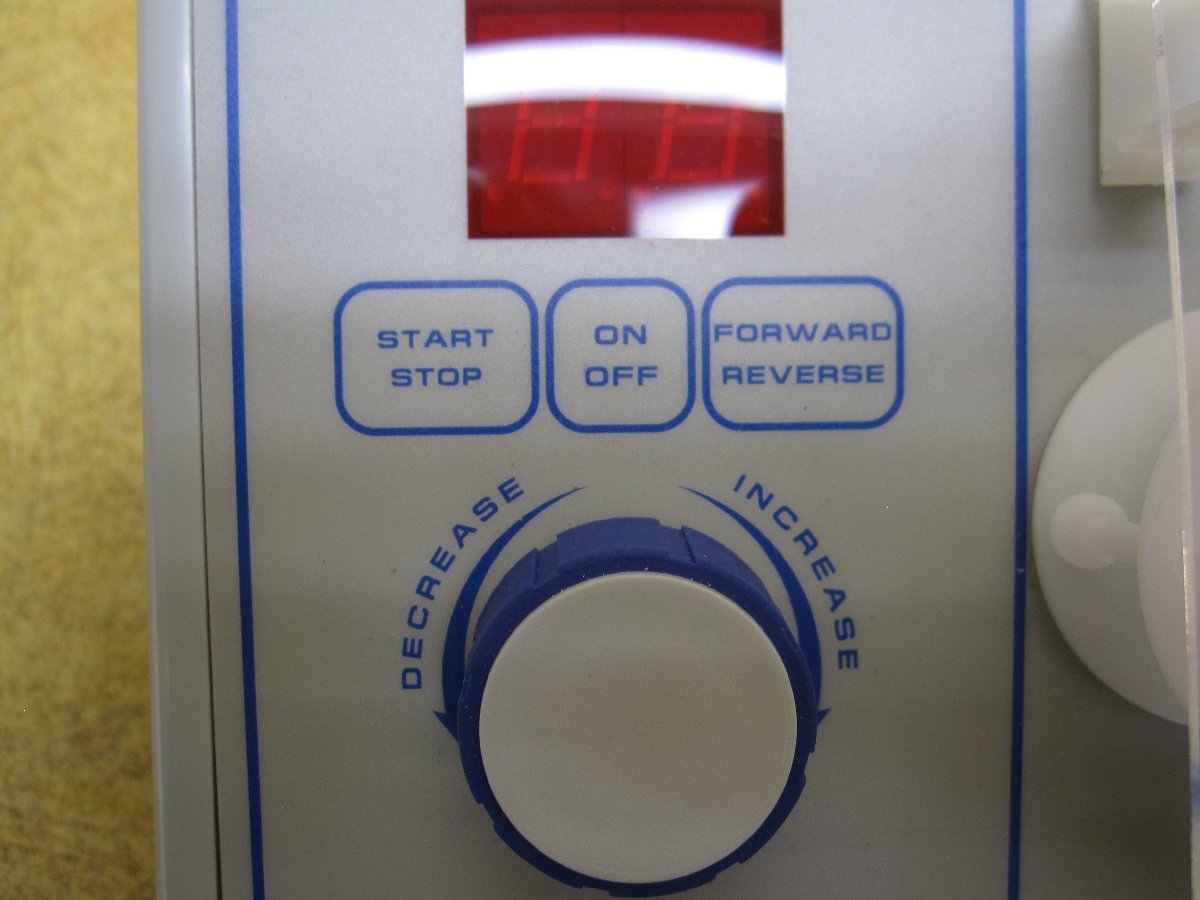 START
STOP
ON
OFF
FORWARD
REVERSE
DECREASE
INCREASE